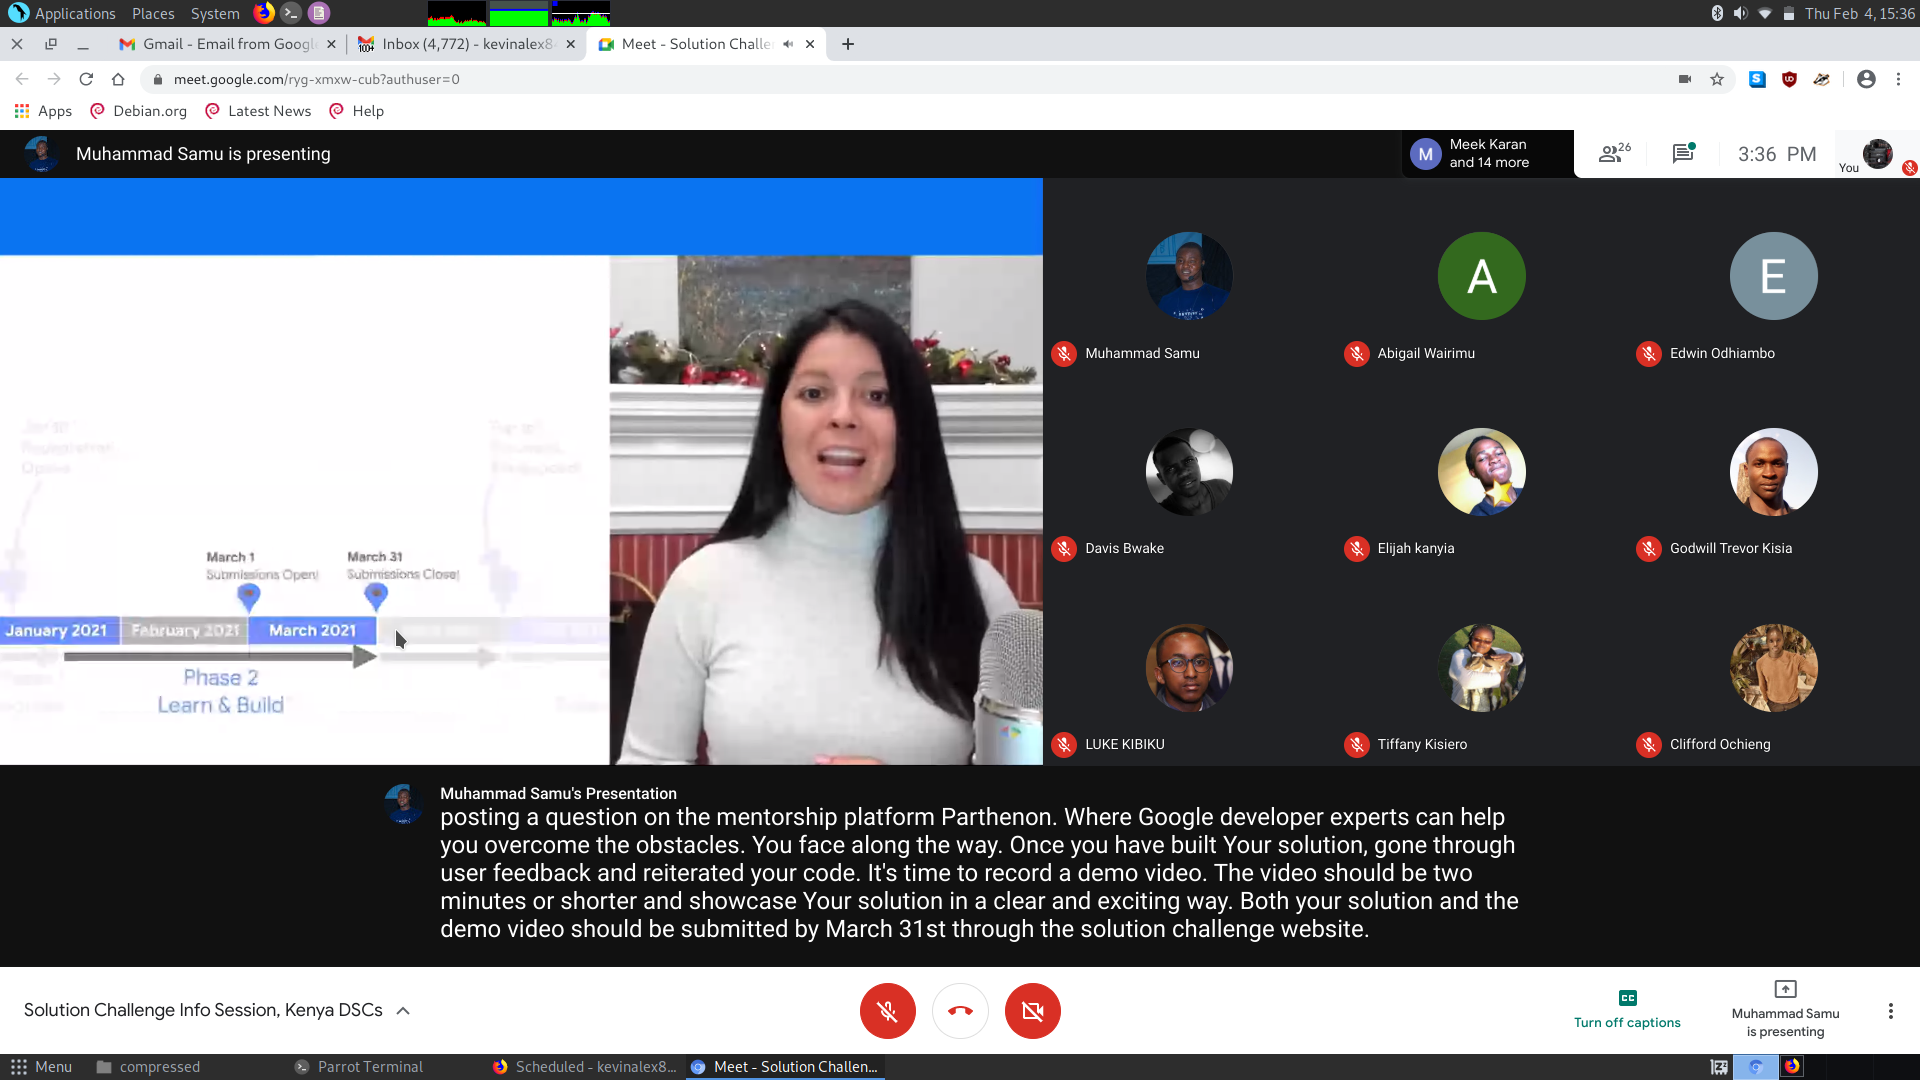 Applications Places System
Thu Feb 4, 15:36
Gmail - Email from Googl
Inbox (4,772) - kevinalex8
Meet - Solution Challe
meet.google.com/ryg-xmxw-cub?authuser=0
Apps Debian.org Latest News Help
Muhammad Samu is presenting
M
Meek Karan
and 14 more
26
3:36 PM
You
A
E
Muhammad Samu
Abigail Wairimu
Edwin Odhiambo
Davis Bwake
Elijah kanyia
Godwill Trevor Kisia
LUKE KIBIKU
Tiffany Kisiero
Clifford Ochieng
March 1
Submissions Open!
March 31
Submissions Close!
January 2021
February 2021
March 2021
Phase 2
Learn & Build
Muhammad Samu's Presentation
posting a question on the mentorship platform Parthenon. Where Google developer experts can help
you overcome the obstacles. You face along the way. Once you have built Your solution, gone through
user feedback and reiterated your code. It's time to record a demo video. The video should be two
minutes or shorter and showcase Your solution in a clear and exciting way. Both your solution and the
demo video should be submitted by March 31st through the solution challenge website.
Solution Challenge Info Session, Kenya DSCs
Turn off captions
Muhammad Samu
is presenting
Menu
compressed
Parrot Terminal
Scheduled - kevinalex8...
Meet - Solution Challen...